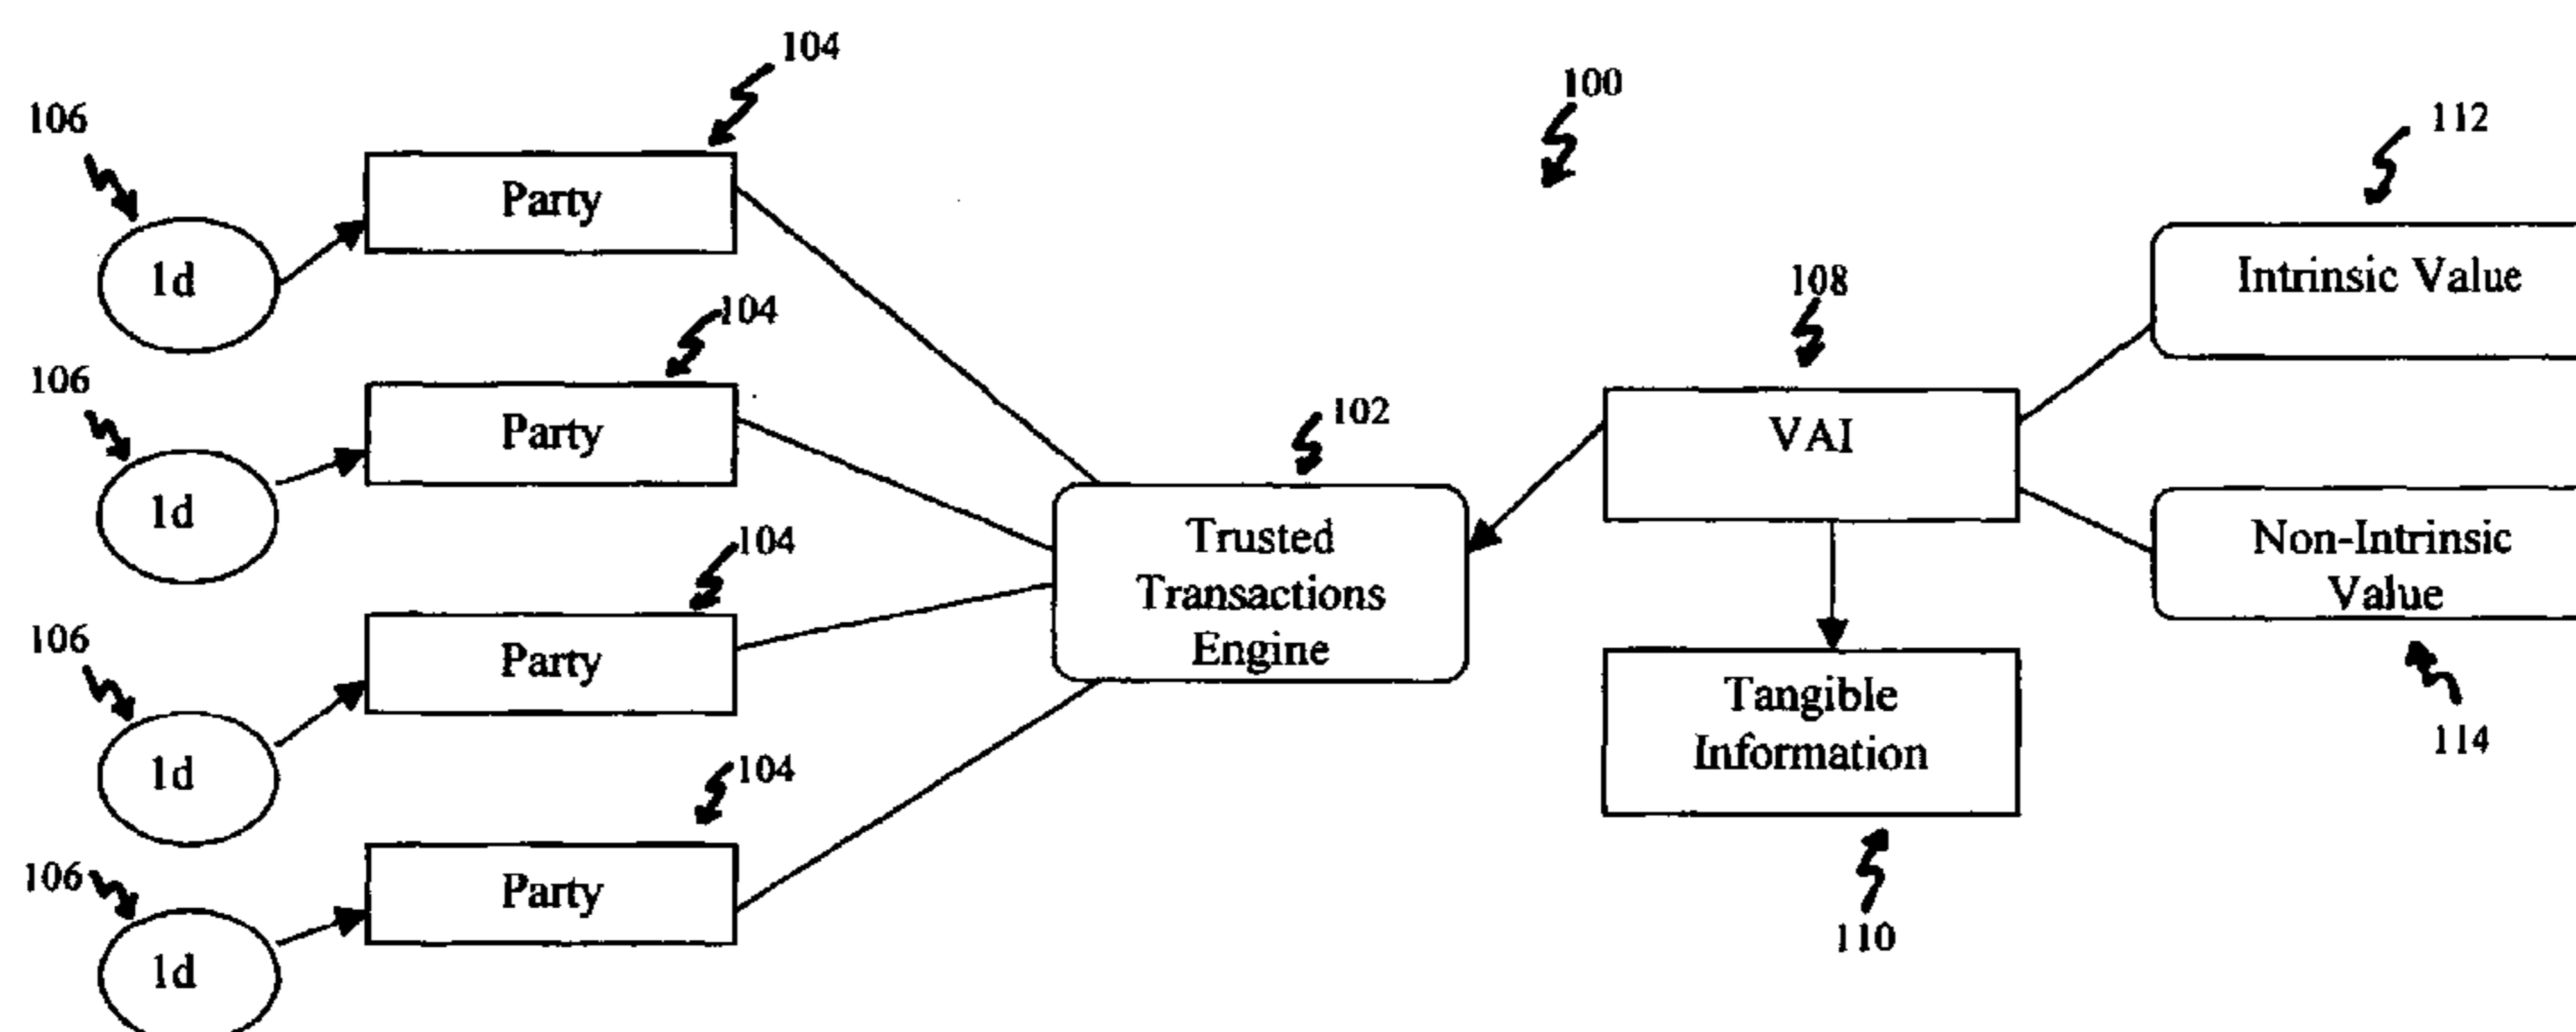 104
100
112
106
Party
Intrinsic Value
1d
108
104
106
102
VAI
Party
Non-Intrinsic
Value
1d
Trusted
Transactions
Engine
104
106
Party
Tangible
Information
114
1d
104
106
Party
110
1d